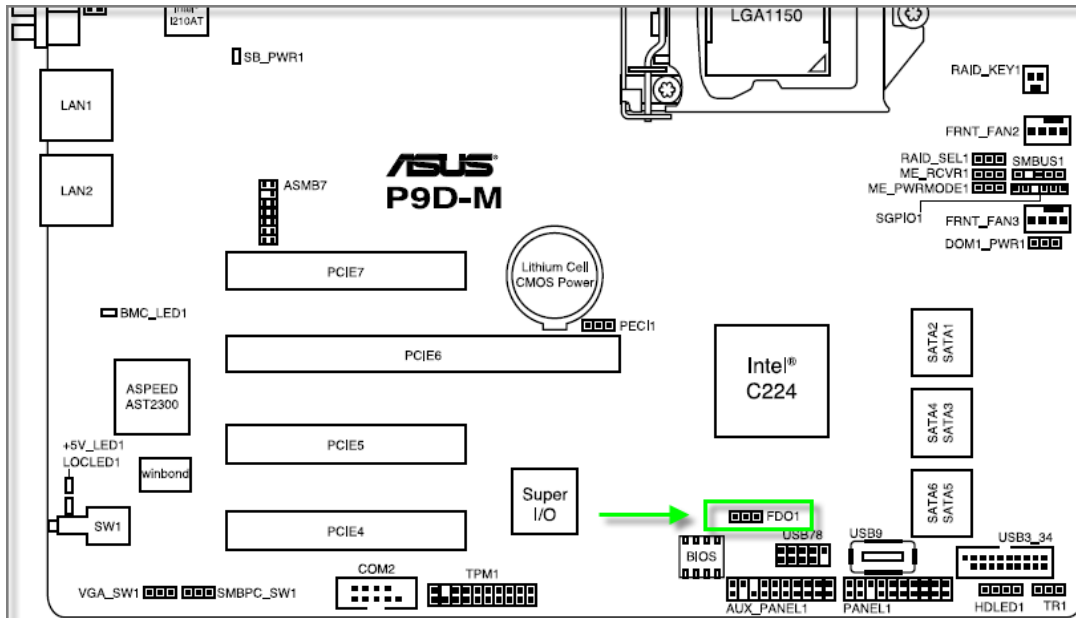 Intel
I210AT
LGA1150
SB_PWR1
RAID_KEY1
LAN1
FRNT_FAN2
ASUS
P9D-M
RAID_SEL1
SMBUS1
ME_RCVR1
ME_PWRMODE1
LAN2
ASMB7
SGPIO1
FRNT_FAN3
DOM1_PWR1
PCIE7
Lithium Cell
CMOS Power
BMC_LED1
PECI1
PCIE6
Intel®
C224
SATA2
SATA1
ASPEED
AST2300
SATA4
SATA3
+5V_LED1
LOCLED1
PCIE5
winbond
Super
I/O
SATA6
SATA5
FDO1
SW1
PCIE4
USB78
USB9
USB3_34
BIOS
COM2
TPM1
VGA_SW1
SMBPC_SW1
AUX_PANEL1
PANEL1
HDLED1
TR1